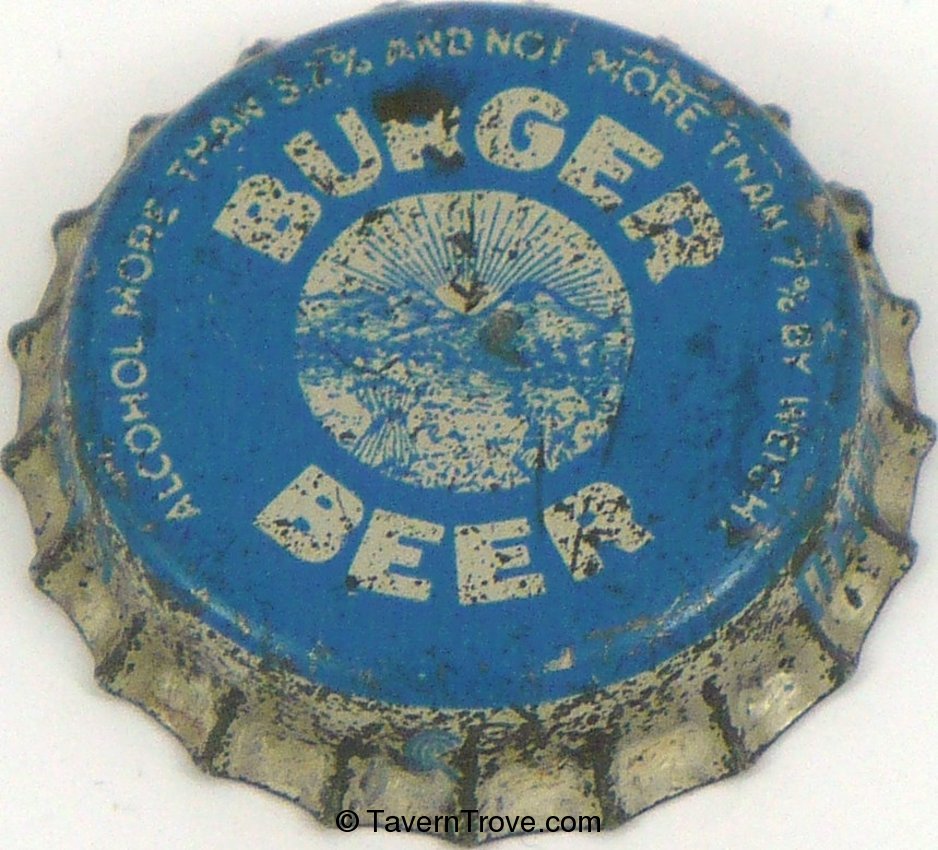 ALCOHOL MORE THAN 3.2% AND NOT MORE THAN 7% BY WEIGHT
BURGER
BEER
© TavernTrove.com